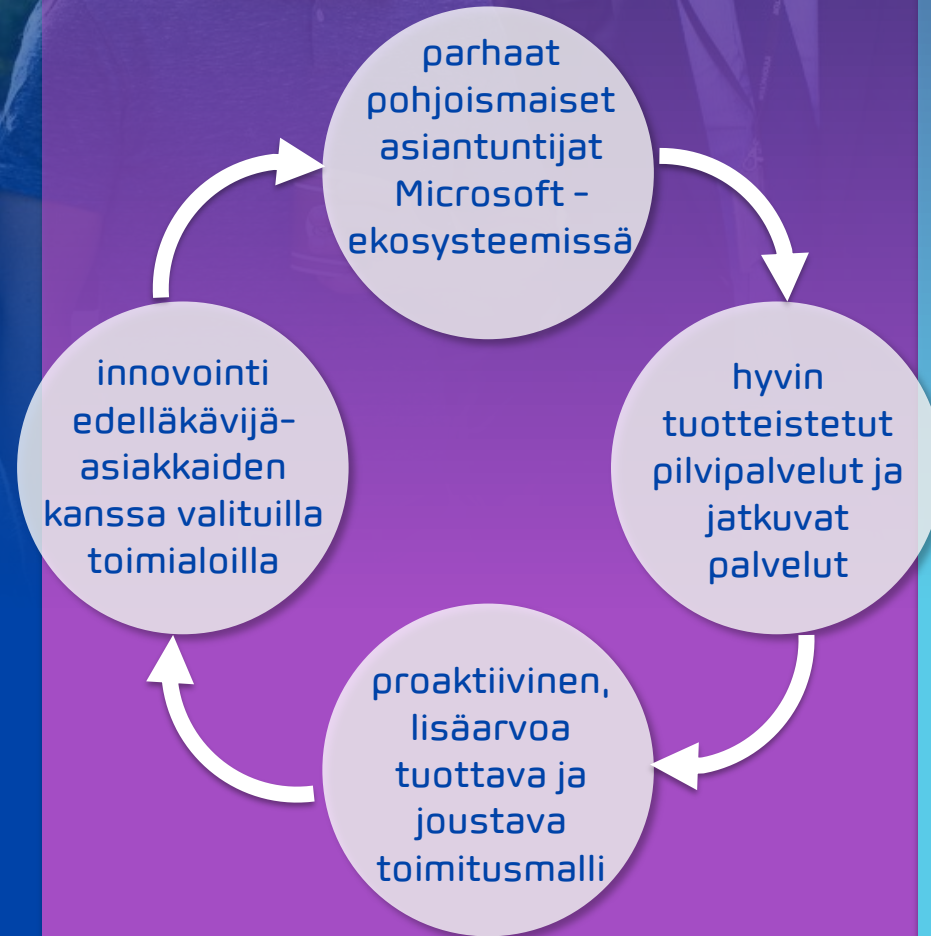 parhaat
pohjoismaiset
asiantuntijat
Microsoft -
ekosysteemissä
hyvin
tuotteistetut
pilvipalvelut ja
jatkuvat
palvelut
proaktiivinen,
lisäarvoa
tuottava ja
joustava
toimitusmalli
innovointi
edelläkävijä-
asiakkaiden
kanssa valituilla
toimialoilla